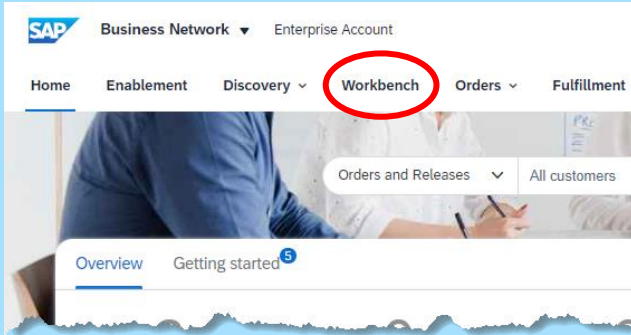 SAP Business Network Enterprise Account
Home Enablement Discovery Workbench Orders Fulfillment
Orders and Releases All customers
Overview Getting started 5